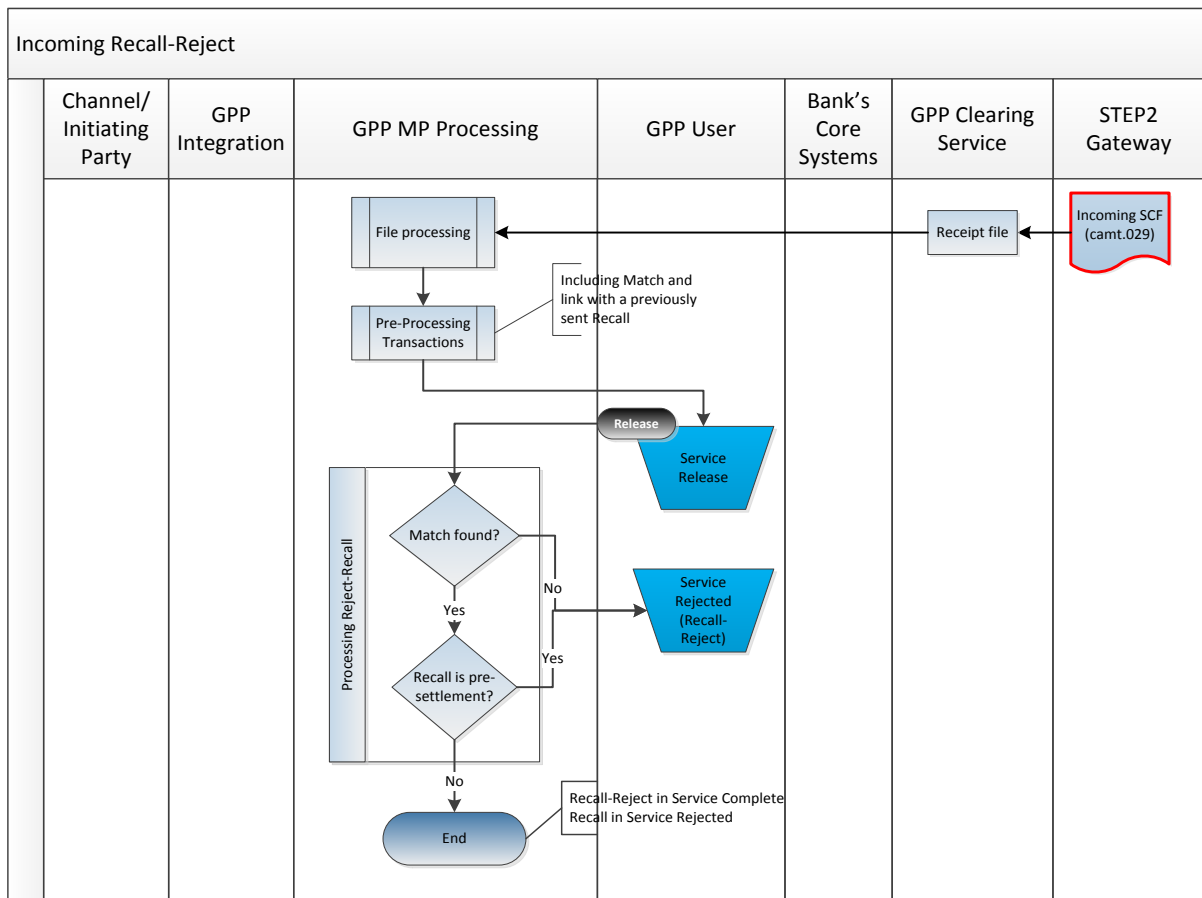 Incoming Recall-Reject
Channel/
Initiating
Party
GPP
Integration
GPP MP Processing
GPP User
Bank's
Core
Systems
GPP Clearing
Service
STEP2
Gateway
File processing
Receipt file
Incoming SCF
(camt.029)
Including Match and
link with a previously
sent Recall
Pre-Processing
Transactions
Release
Service
Release
Processing Reject-Recall
Match found?
No
Yes
Service
Rejected
(Recall-
Reject)
Yes
Recall is pre-
settlement?
No
Recall-Reject in Service Complete
Recall in Service Rejected
End